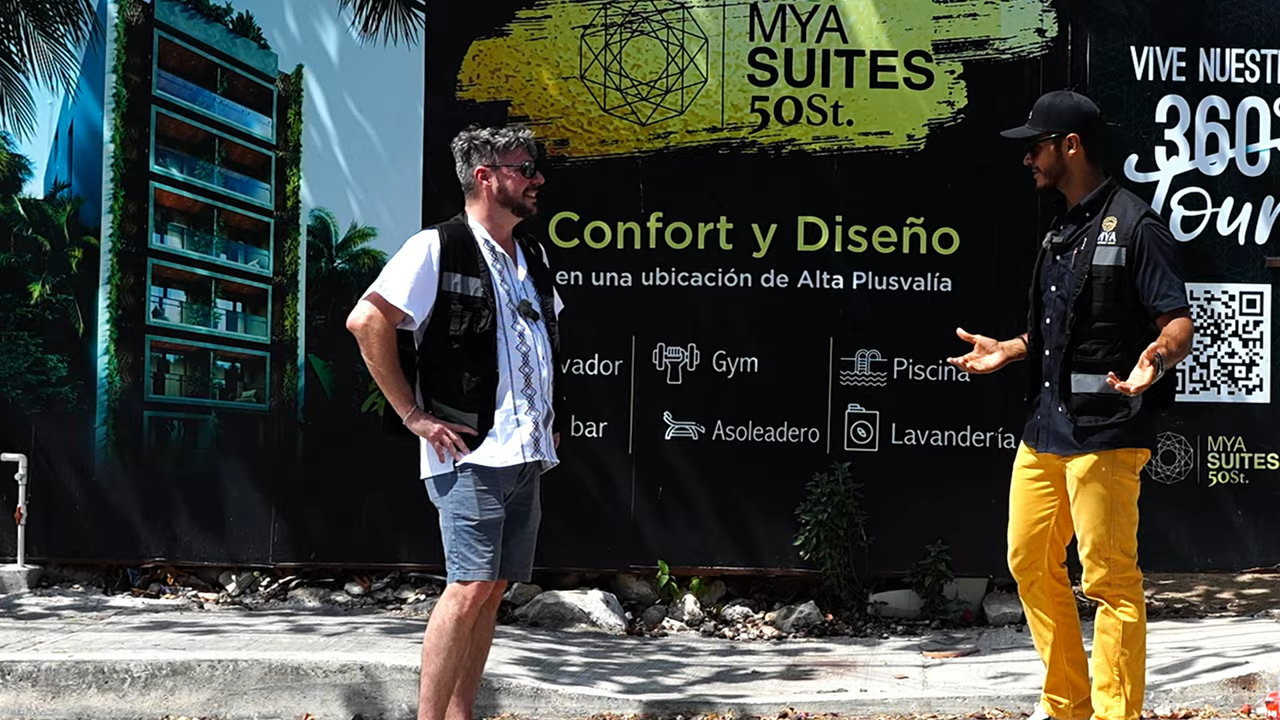 MYA
SUITES
50St.
Confort y Diseño
en una ubicación de Alta Plusvalía
vador
Gym
Piscina
bar
Asoleadero
Lavandería
VIVE NUEST
360°
Tour
MYA
SUITES
50St.
MYA